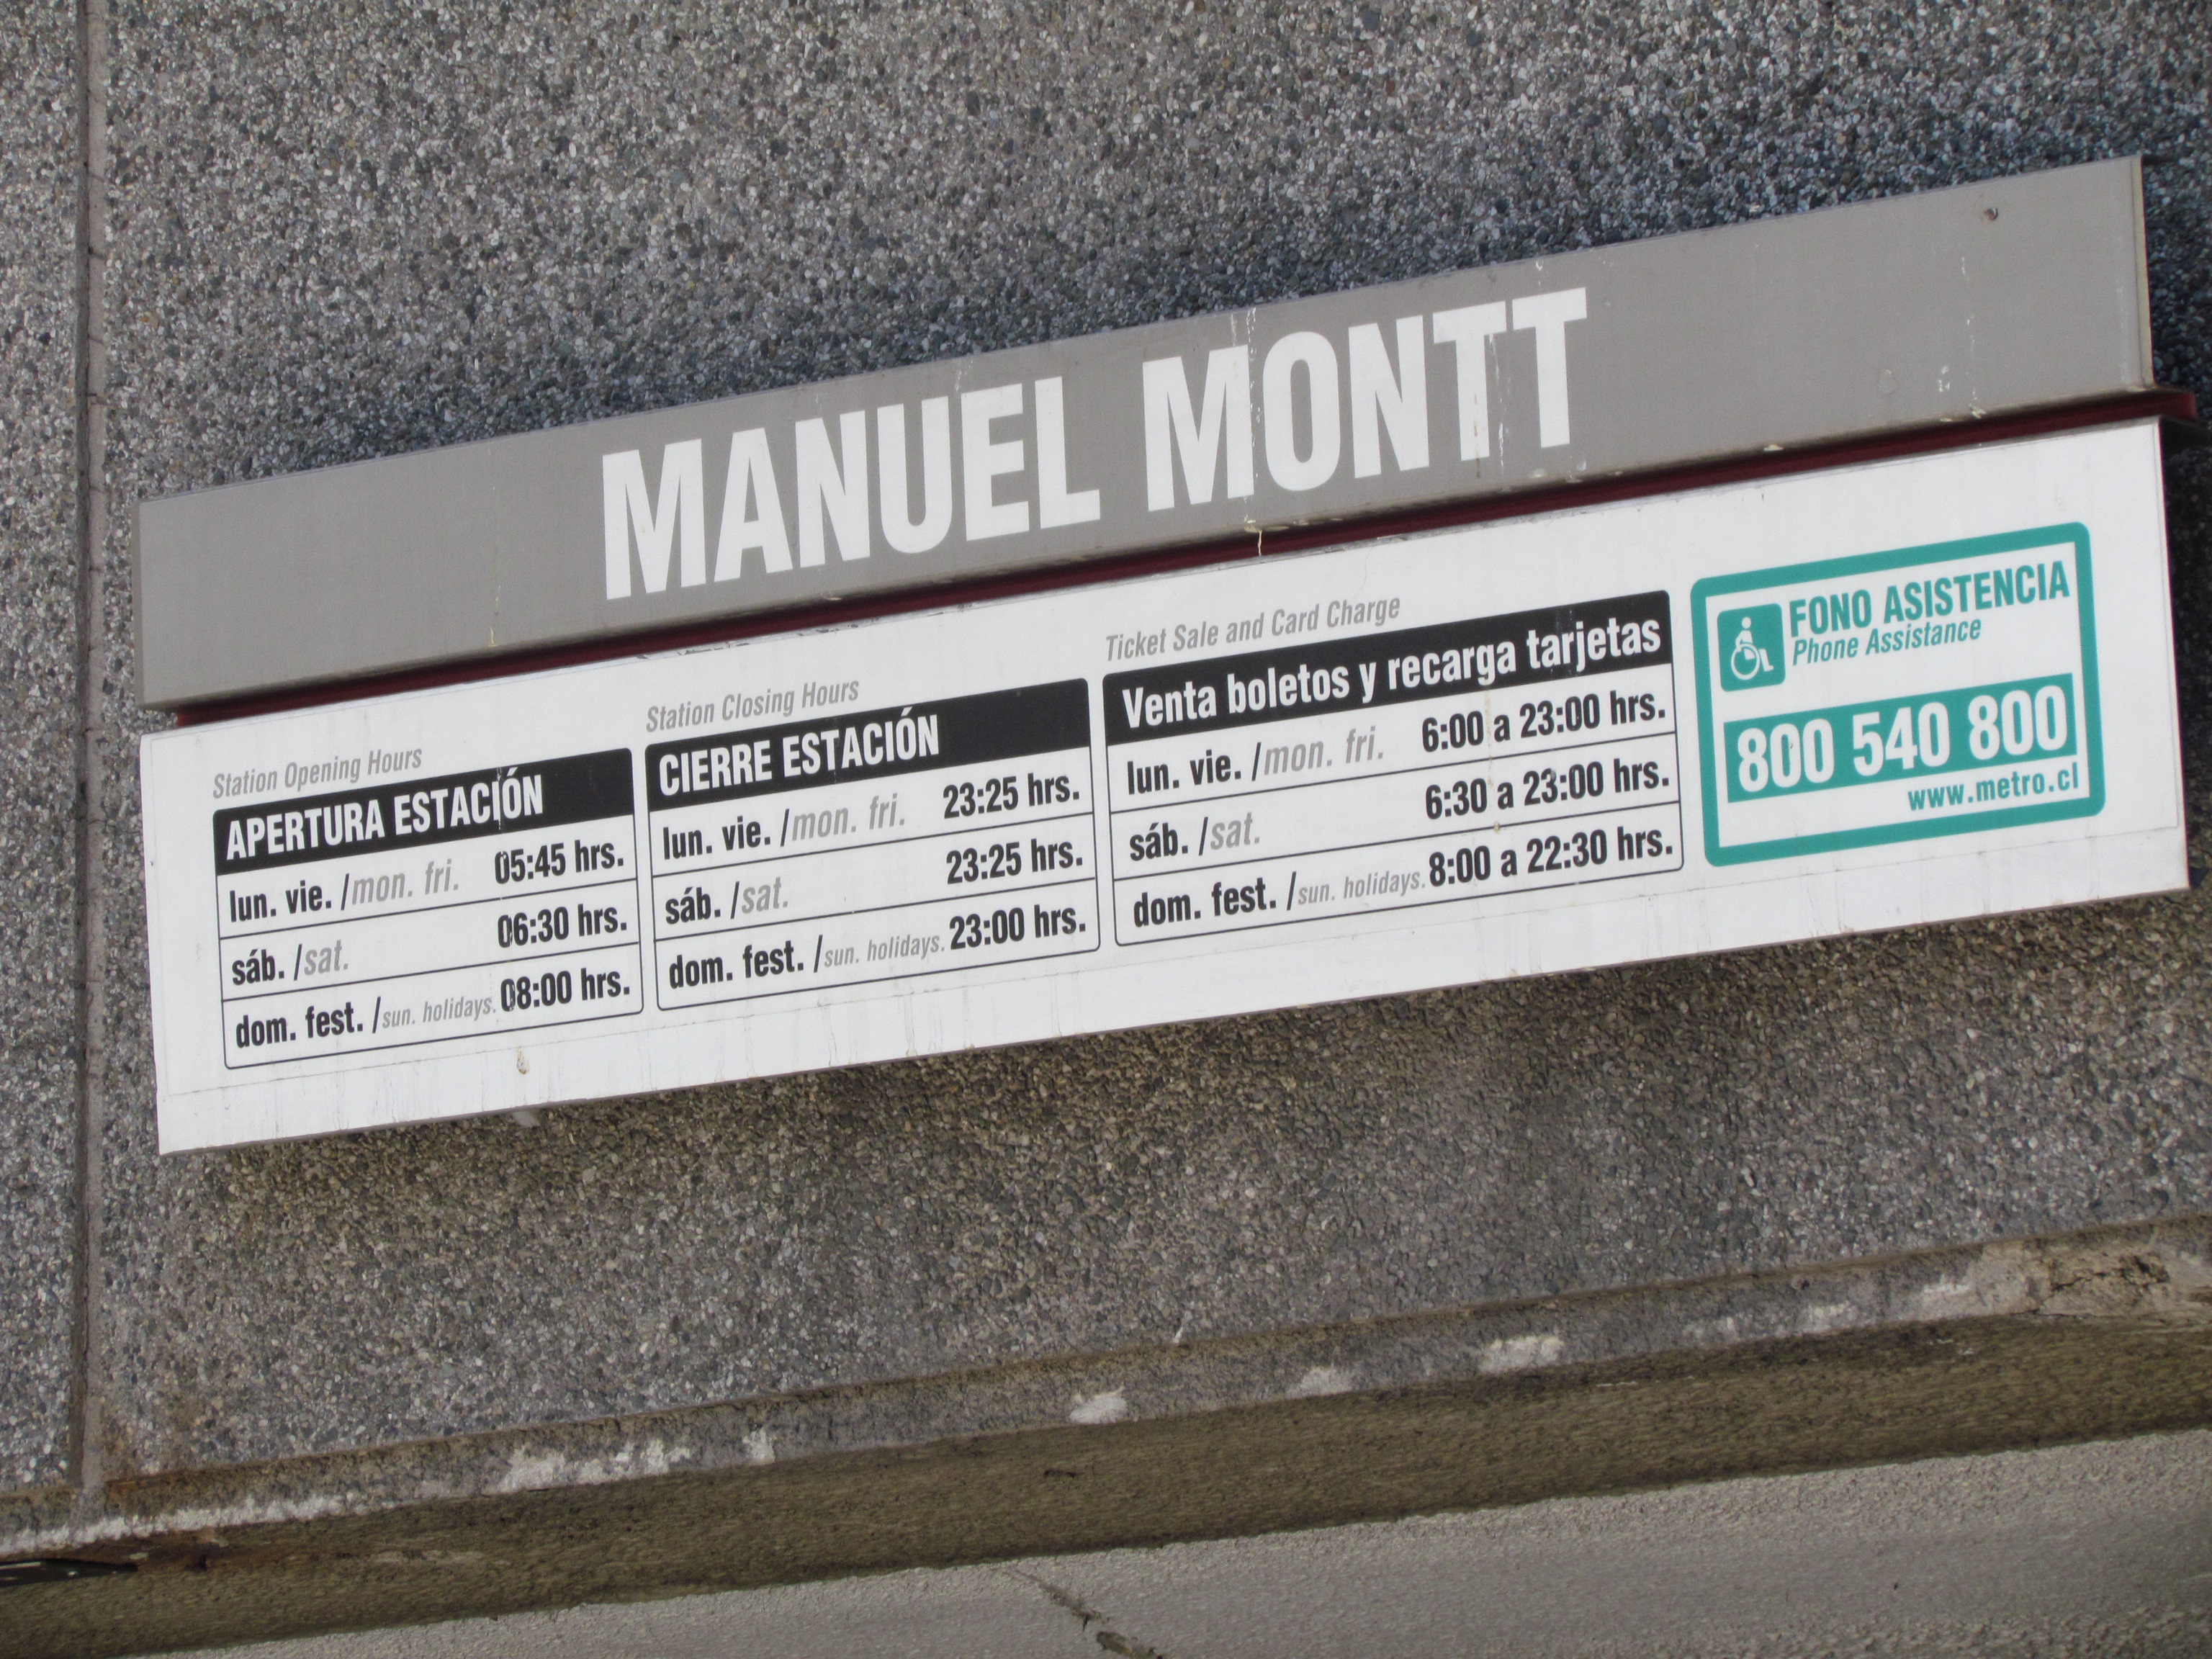 MANUEL MONTT
Station Opening Hours
APERTURA ESTACIÓN
lun. vie. /mon. fri. 05:45 hrs.
sáb. /sat. 06:30 hrs.
dom. fest. /sun. holidays. 08:00 hrs.
Station Closing Hours
CIERRE ESTACIÓN
lun. vie. /mon. fri. 23:25 hrs.
sáb. /sat. 23:25 hrs.
dom. fest. /sun. holidays. 23:00 hrs.
Ticket Sale and Card Charge
Venta boletos y recarga tarjetas
lun. vie. /mon. fri. 6:00 a 23:00 hrs.
sáb. /sat. 6:30 a 23:00 hrs.
dom. fest. /sun. holidays. 8:00 a 22:30 hrs.
FONO ASISTENCIA
Phone Assistance
800 540 800
www.metro.cl